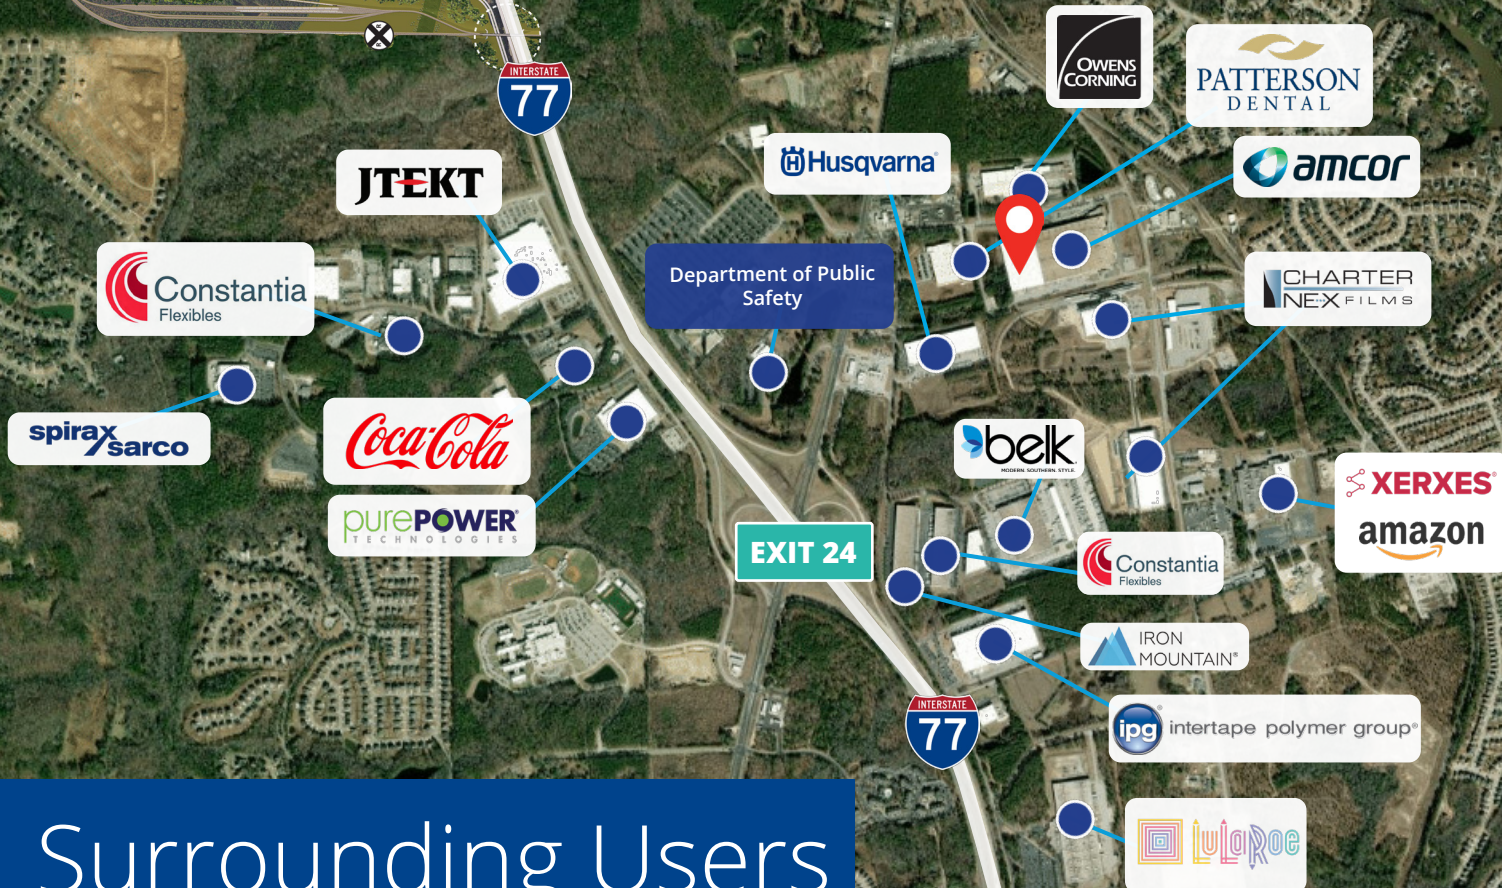 INTERSTATE
77
OWENS
CORNING
PATTERSON
DENTAL
Husqvarna
amcor
JTEKT
Constantia
Flexibles
Department of Public
Safety
CHARTER
NEX FILMS
spirax
sarco
Coca-Cola
purePOWER
TECHNOLOGIES
belk
MODERN. SOUTHERN. STYLE.
XERXES®
amazon
EXIT 24
Constantia
Flexibles
IRON
MOUNTAIN®
INTERSTATE
77
ipg intertape polymer group®
LuLaRoe
Surrounding Users